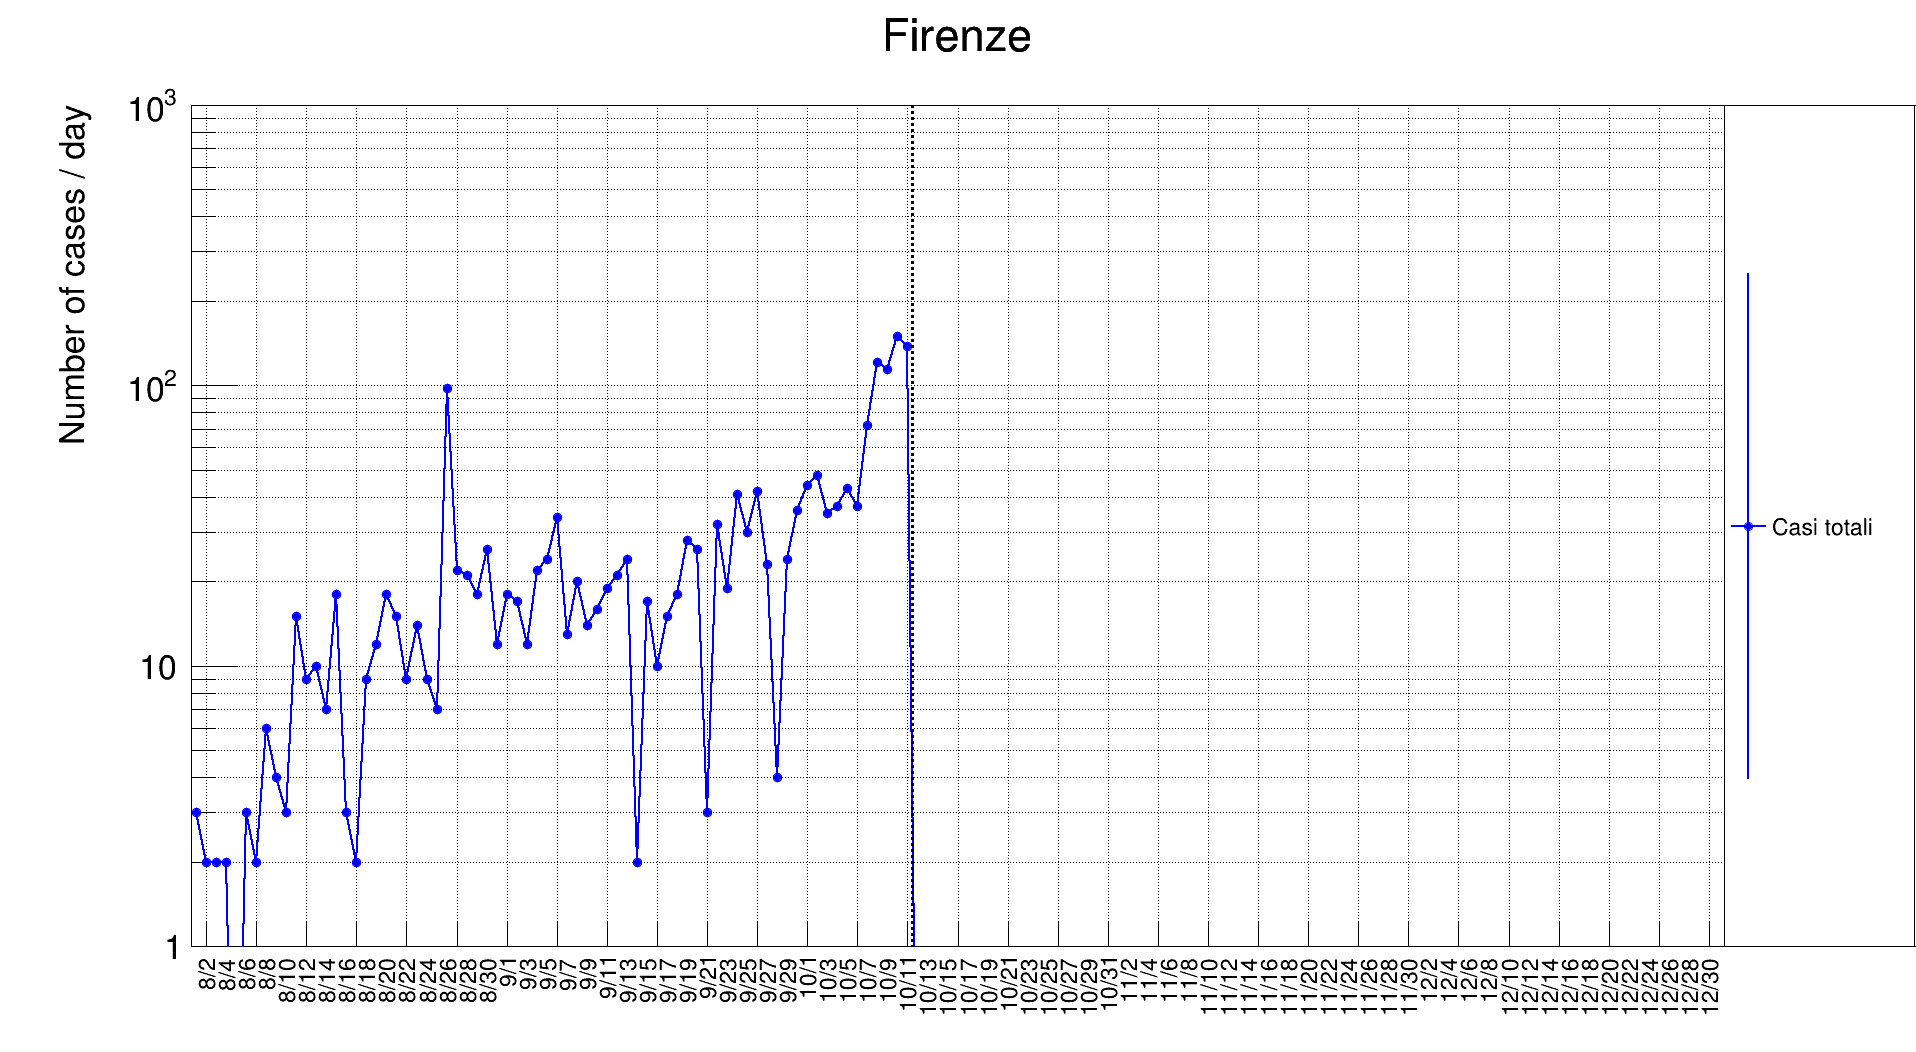 Firenze
Number of cases / day
10³
10²
10
1
8/2 8/4 8/6 8/8 8/10 8/12 8/14 8/16 8/18 8/20 8/22 8/24 8/26 8/28 8/30 9/1 9/3 9/5 9/7 9/9 9/11 9/13 9/15 9/17 9/19 9/21 9/23 9/25 9/27 9/29 10/1 10/3 10/5 10/7 10/9 10/11 10/13 10/15 10/17 10/19 10/21 10/23 10/25 10/27 10/29 10/31 11/2 11/4 11/6 11/8 11/10 11/12 11/14 11/16 11/18 11/20 11/22 11/24 11/26 11/28 11/30 12/2 12/4 12/6 12/8 12/10 12/12 12/14 12/16 12/18 12/20 12/22 12/24 12/26 12/28 12/30
Casi totali